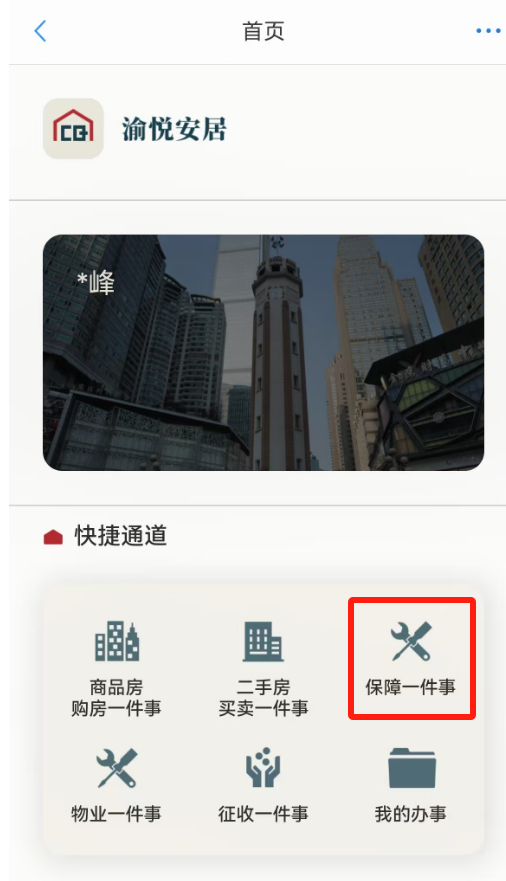 首页
CQ
渝悦安居
*峰
快捷通道
商品房
购房一件事
二手房
买卖一件事
保障一件事
物业一件事
征收一件事
我的办事